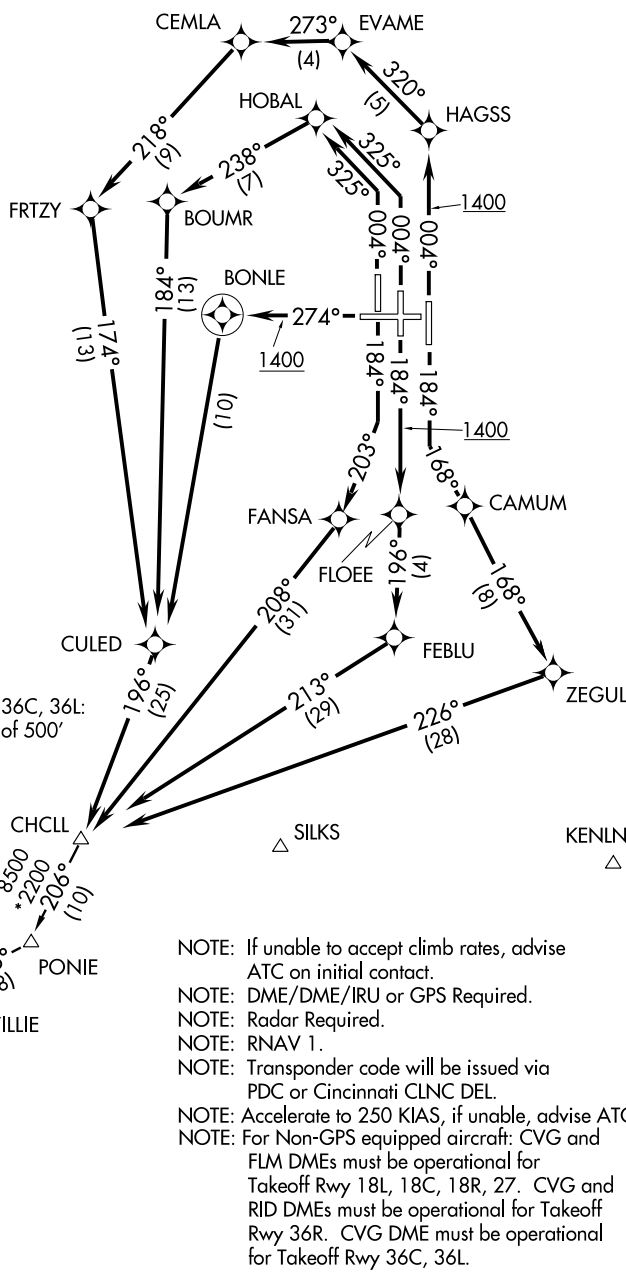 CEMLA
273°
(4)
EVAME
320°
(5)
HOBAL
HAGSS
218°
(9)
238°
(7)
325°
325°
FRTZY
BOUMR
004°
004°
004°
1400
BONLE
184°
(13)
174°
(13)
274°
1400
(10)
184°
184°
184°
1400
203°
168°
FANSA
FLOEE
CAMUM
196°
(4)
168°
(8)
208°
(31)
CULED
FEBLU
ZEGUL
196°
(25)
213°
(29)
226°
(28)
36C, 36L:
of 500'
CHCLL
SILKS
KENLN
8500
*2200
206°
(10)
PONIE
8)
ILLIE
NOTE: If unable to accept climb rates, advise
ATC on initial contact.
NOTE: DME/DME/IRU or GPS Required.
NOTE: Radar Required.
NOTE: RNAV 1.
NOTE: Transponder code will be issued via
PDC or Cincinnati CLNC DEL.
NOTE: Accelerate to 250 KIAS, if unable, advise ATC
NOTE: For Non-GPS equipped aircraft: CVG and
FLM DMEs must be operational for
Takeoff Rwy 18L, 18C, 18R, 27. CVG and
RID DMEs must be operational for Takeoff
Rwy 36R. CVG DME must be operational
for Takeoff Rwy 36C, 36L.